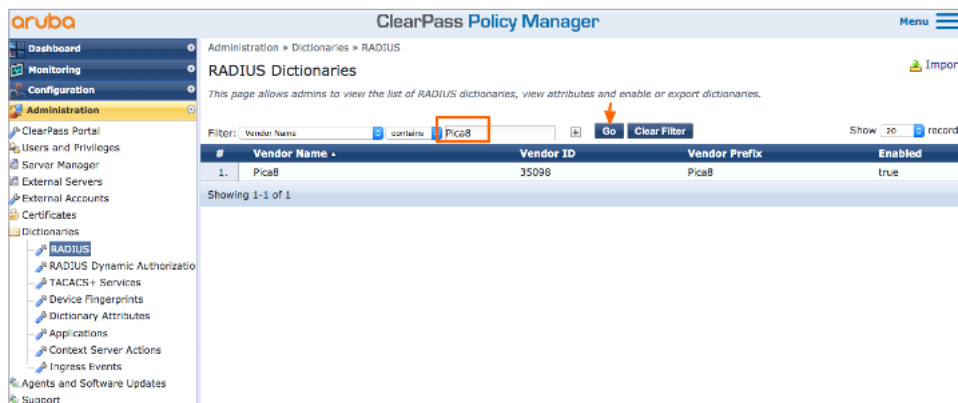 aruba
ClearPass Policy Manager
Menu
Dashboard
Monitoring
Configuration
Administration
ClearPass Portal
Users and Privileges
Server Manager
External Servers
External Accounts
Certificates
Dictionaries
RADIUS
RADIUS Dynamic Authorizatio
TACACS+ Services
Device Fingerprints
Dictionary Attributes
Applications
Context Server Actions
Ingress Events
Agents and Software Updates
Support
Administration » Dictionaries » RADIUS
RADIUS Dictionaries
Impor
This page allows admins to view the list of RADIUS dictionaries, view attributes and enable or export dictionaries.
Filter: Vendor Name contains Pica8 + Go Clear Filter Show 20 record
# Vendor Name Vendor ID Vendor Prefix Enabled
1. Pica8 35098 Pica8 true
Showing 1-1 of 1